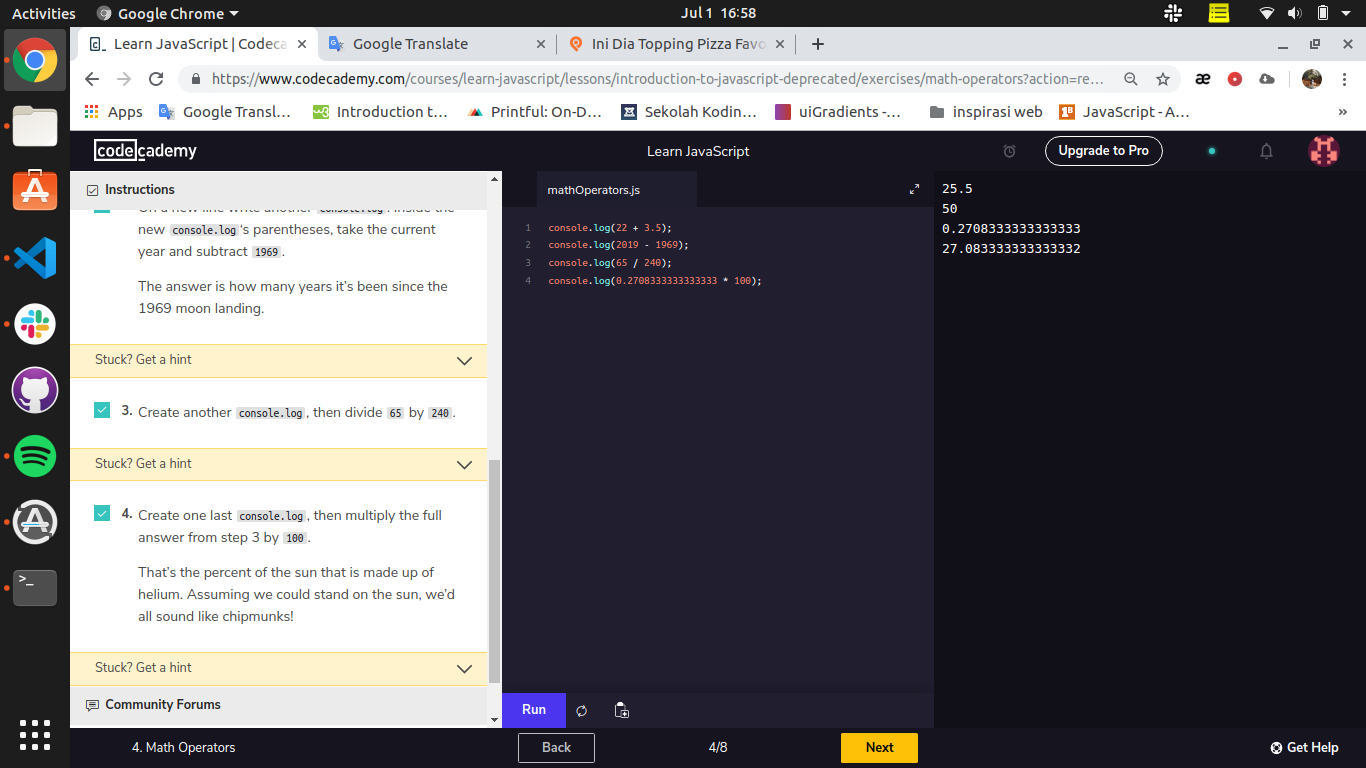 Activities
Google Chrome
Jul 1 16:58
Learn JavaScript | Codeca
Google Translate
Ini Dia Topping Pizza Favo
https://www.codecademy.com/courses/learn-javascript/lessons/introduction-to-javascript-deprecated/exercises/math-operators?action=re...
Apps
Google Transl...
Introduction t...
Printful: On-D...
Sekolah Kodin...
uiGradients -...
inspirasi web
JavaScript - A...
»
codecademy
Learn JavaScript
Upgrade to Pro
Instructions
On a new line write another console.log. Inside the
new console.log's parentheses, take the current
year and subtract 1969.
The answer is how many years it's been since the
1969 moon landing.
Stuck? Get a hint
3. Create another console.log, then divide 65 by 240.
Stuck? Get a hint
4. Create one last console.log, then multiply the full
answer from step 3 by 100.
That's the percent of the sun that is made up of
helium. Assuming we could stand on the sun, we'd
all sound like chipmunks!
Stuck? Get a hint
Community Forums
mathOperators.js
1 console.log(22 + 3.5);
2 console.log(2019 - 1969);
3 console.log(65 / 240);
4 console.log(0.2708333333333333 * 100);
25.5
50
0.2708333333333333
27.083333333333332
Run
4. Math Operators
Back
4/8
Next
Get Help